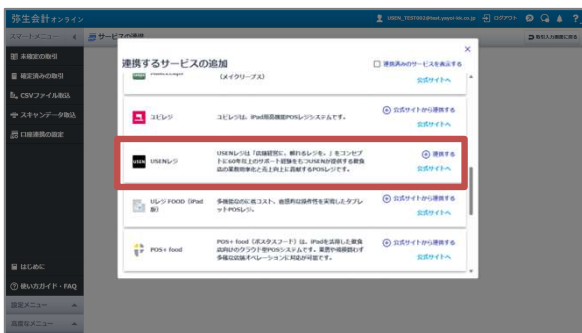 弥生会計 オンライン
USEN_TEST002@test.yayoi-kk.co.jp ログアウト
スマートメニュー
サービスの連携
取引入力画面に戻る
未確定の取引
確定済みの取引
CSVファイル取込
スキャンデータ取込
口座連携の設定
はじめに
使い方ガイド・FAQ
設定メニュー
高度なメニュー
連携するサービスの追加
連携済みのサービスを表示する
(メイクリープス)
公式サイトへ
ユビレジ
ユビレジは、iPad用高機能POSレジシステムです。
公式サイトから連携する
公式サイトへ
USEN
USENレジ
USENレジは「店舗経営に、頼れるレジを。」をコンセプ
トに60年以上のサポート経験をもつUSENが提供する飲食
店の業務効率化と売上向上に貢献するPOSレジです。
連携する
公式サイトへ
Uレジ FOOD（iPad
版）
多機能なのに低コスト、直感的な操作性を実現したタブレ
ットPOSレジ。
公式サイトから連携する
公式サイトへ
POS+ food
POS+ food（ポスタスフード）は、iPadを活用した飲食
店向けのクラウド型POSシステムです。業態や規模問わず
多様な店舗オペレーションに対応が可能です。
公式サイトから連携する
公式サイトへ